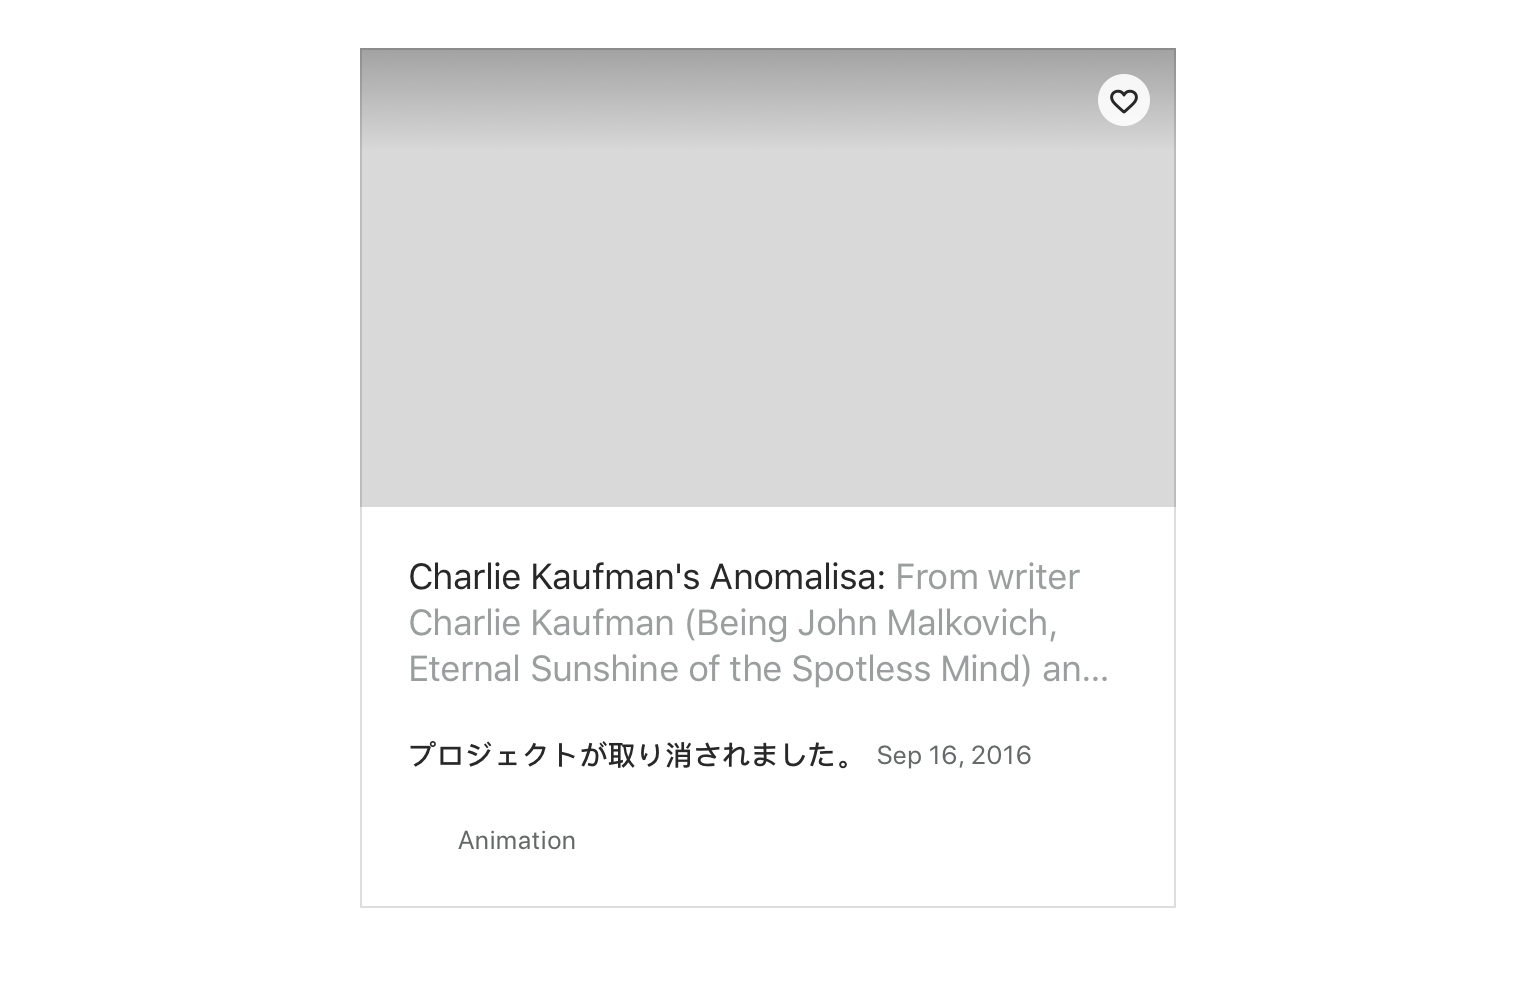 Charlie Kaufman's Anomalisa: From writer
Charlie Kaufman (Being John Malkovich,
Eternal Sunshine of the Spotless Mind) an…
プロジェクトが取り消されました。 Sep 16, 2016
Animation